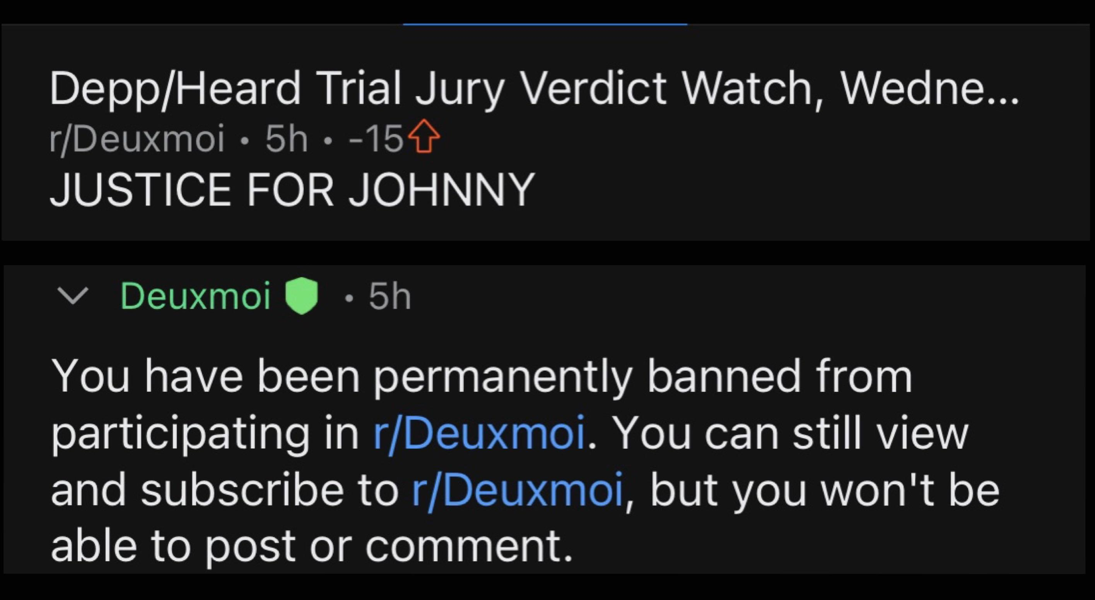 Depp/Heard Trial Jury Verdict Watch, Wedne...
r/Deuxmoi • 5h • -15
JUSTICE FOR JOHNNY
Deuxmoi • 5h
You have been permanently banned from
participating in r/Deuxmoi. You can still view
and subscribe to r/Deuxmoi, but you won't be
able to post or comment.